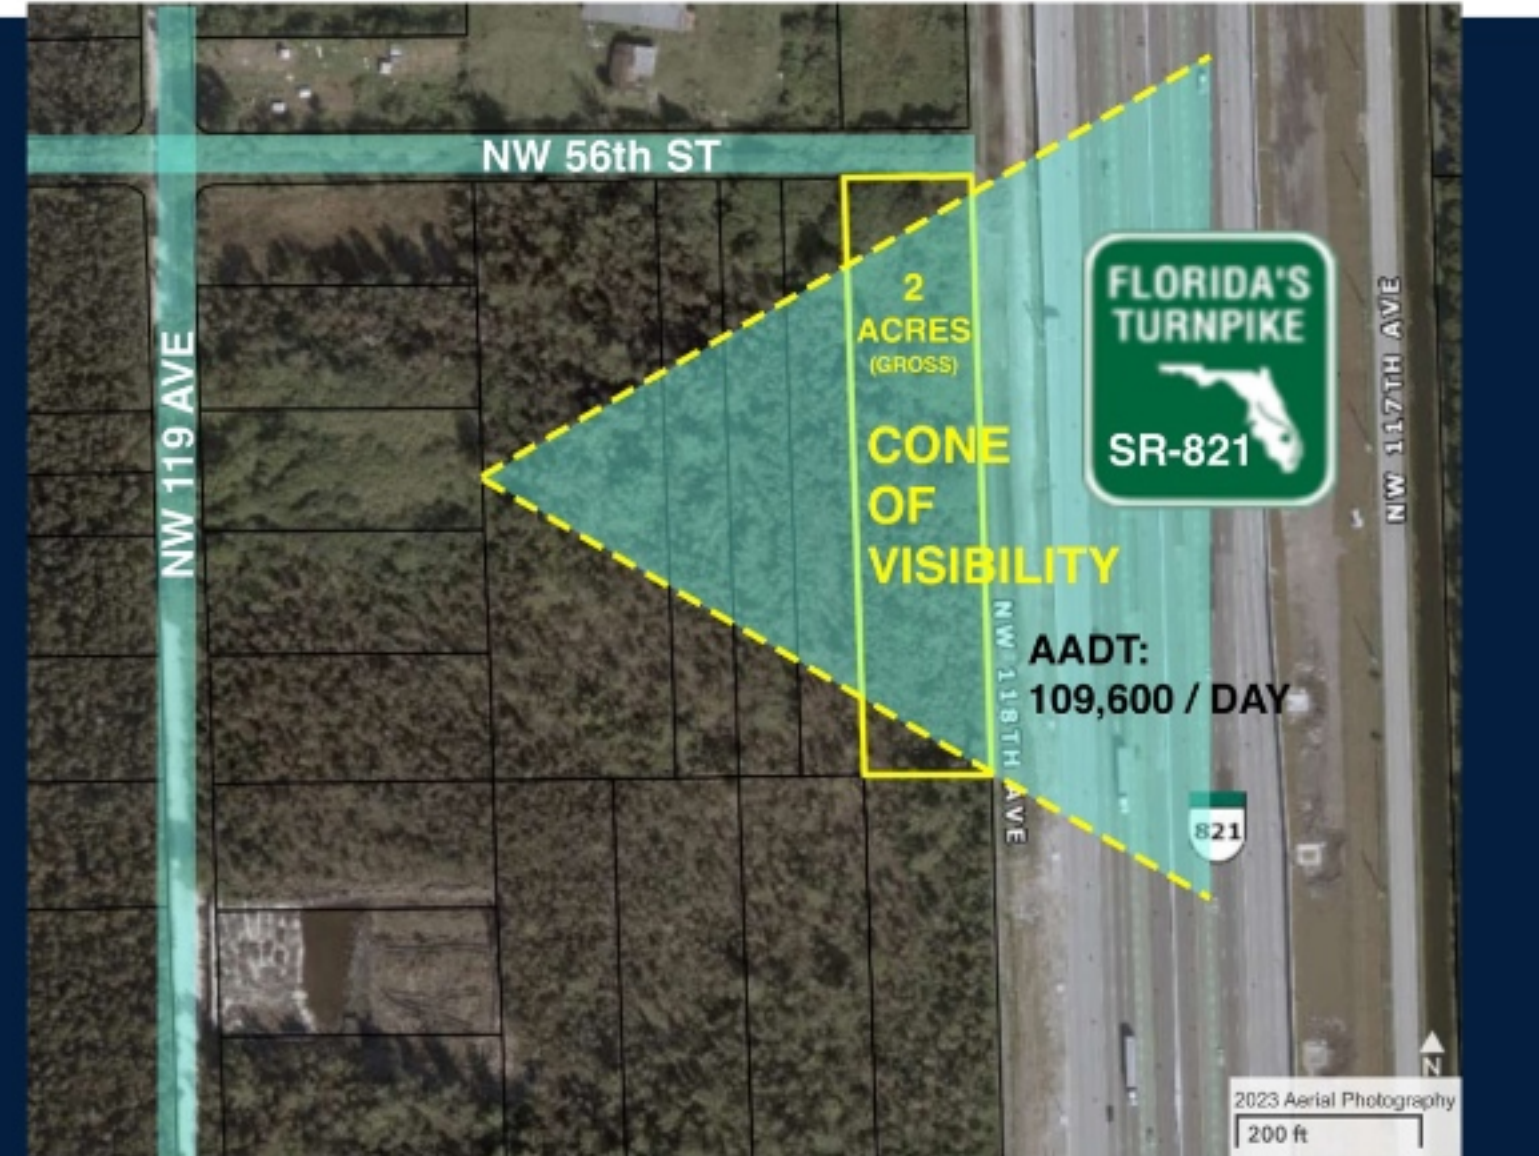 NW 56th ST
NW 119 AVE
2
ACRES
(GROSS)
CONE
OF
VISIBILITY
FLORIDA'S
TURNPIKE
SR-821
NW 117TH AVE
NW 118TH AVE
AADT:
109,600 / DAY
821
N
2023 Aerial Photography
200 ft